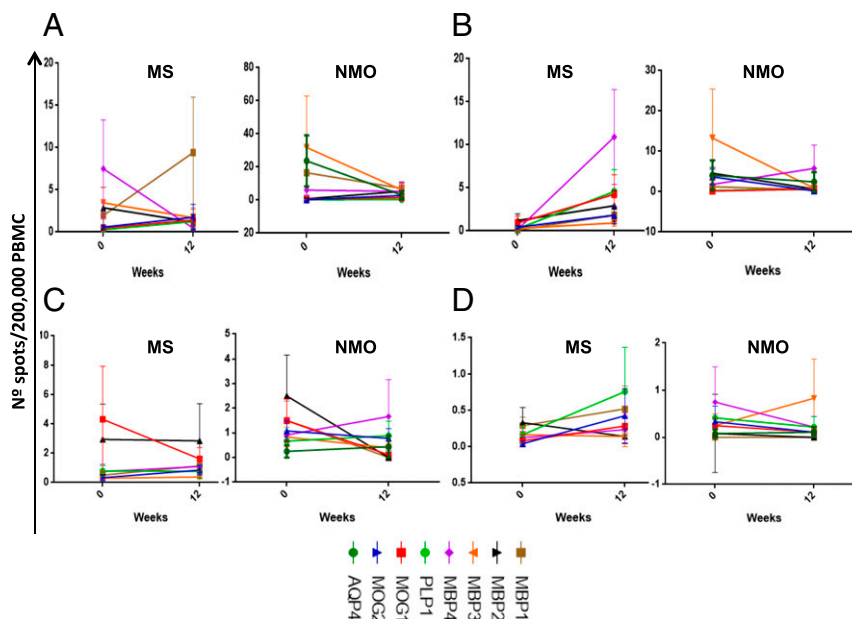 A
B
MS
NMO
MS
NMO
20
15
10
5
0
80
60
40
20
0
20
20
15
10
5
0
30
20
10
0
10
0
12
0
12
0
12
0
12
Weeks
Weeks
Weeks
Weeks
Nº spots/200,000 PBMC
C
D
MS
NMO
MS
NMO
10
8
6
4
2
0
5
4
3
2
1
0
-1
1.5
1.0
0.5
0.0
0.5
2
1
0
-1
0
12
0
12
0
12
0
12
Weeks
Weeks
Weeks
Weeks
AQP4
MOG2
MOG1
PLP1
MBP4
MBP3
MBP2
MBP1